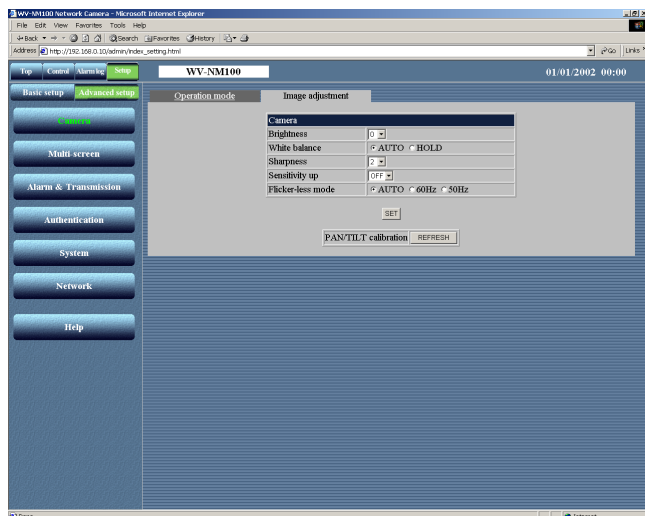 WV-NM100 Network Camera - Microsoft Internet Explorer
File Edit View Favorites Tools Help
Back Search Favorites History
Address http://192.168.0.10/admin/index_setting.html Go Links
Top Control Alarm log Setup WV-NM100 01/01/2002 00:00
Basic setup Advanced setup Operation mode Image adjustment
Camera
Multi-screen
Alarm & Transmission
Authentication
System
Network
Help
Camera
Brightness 0
White balance AUTO HOLD
Sharpness 2
Sensitivity up OFF
Flicker-less mode AUTO 60Hz 50Hz
SET
PAN/TILT calibration REFRESH